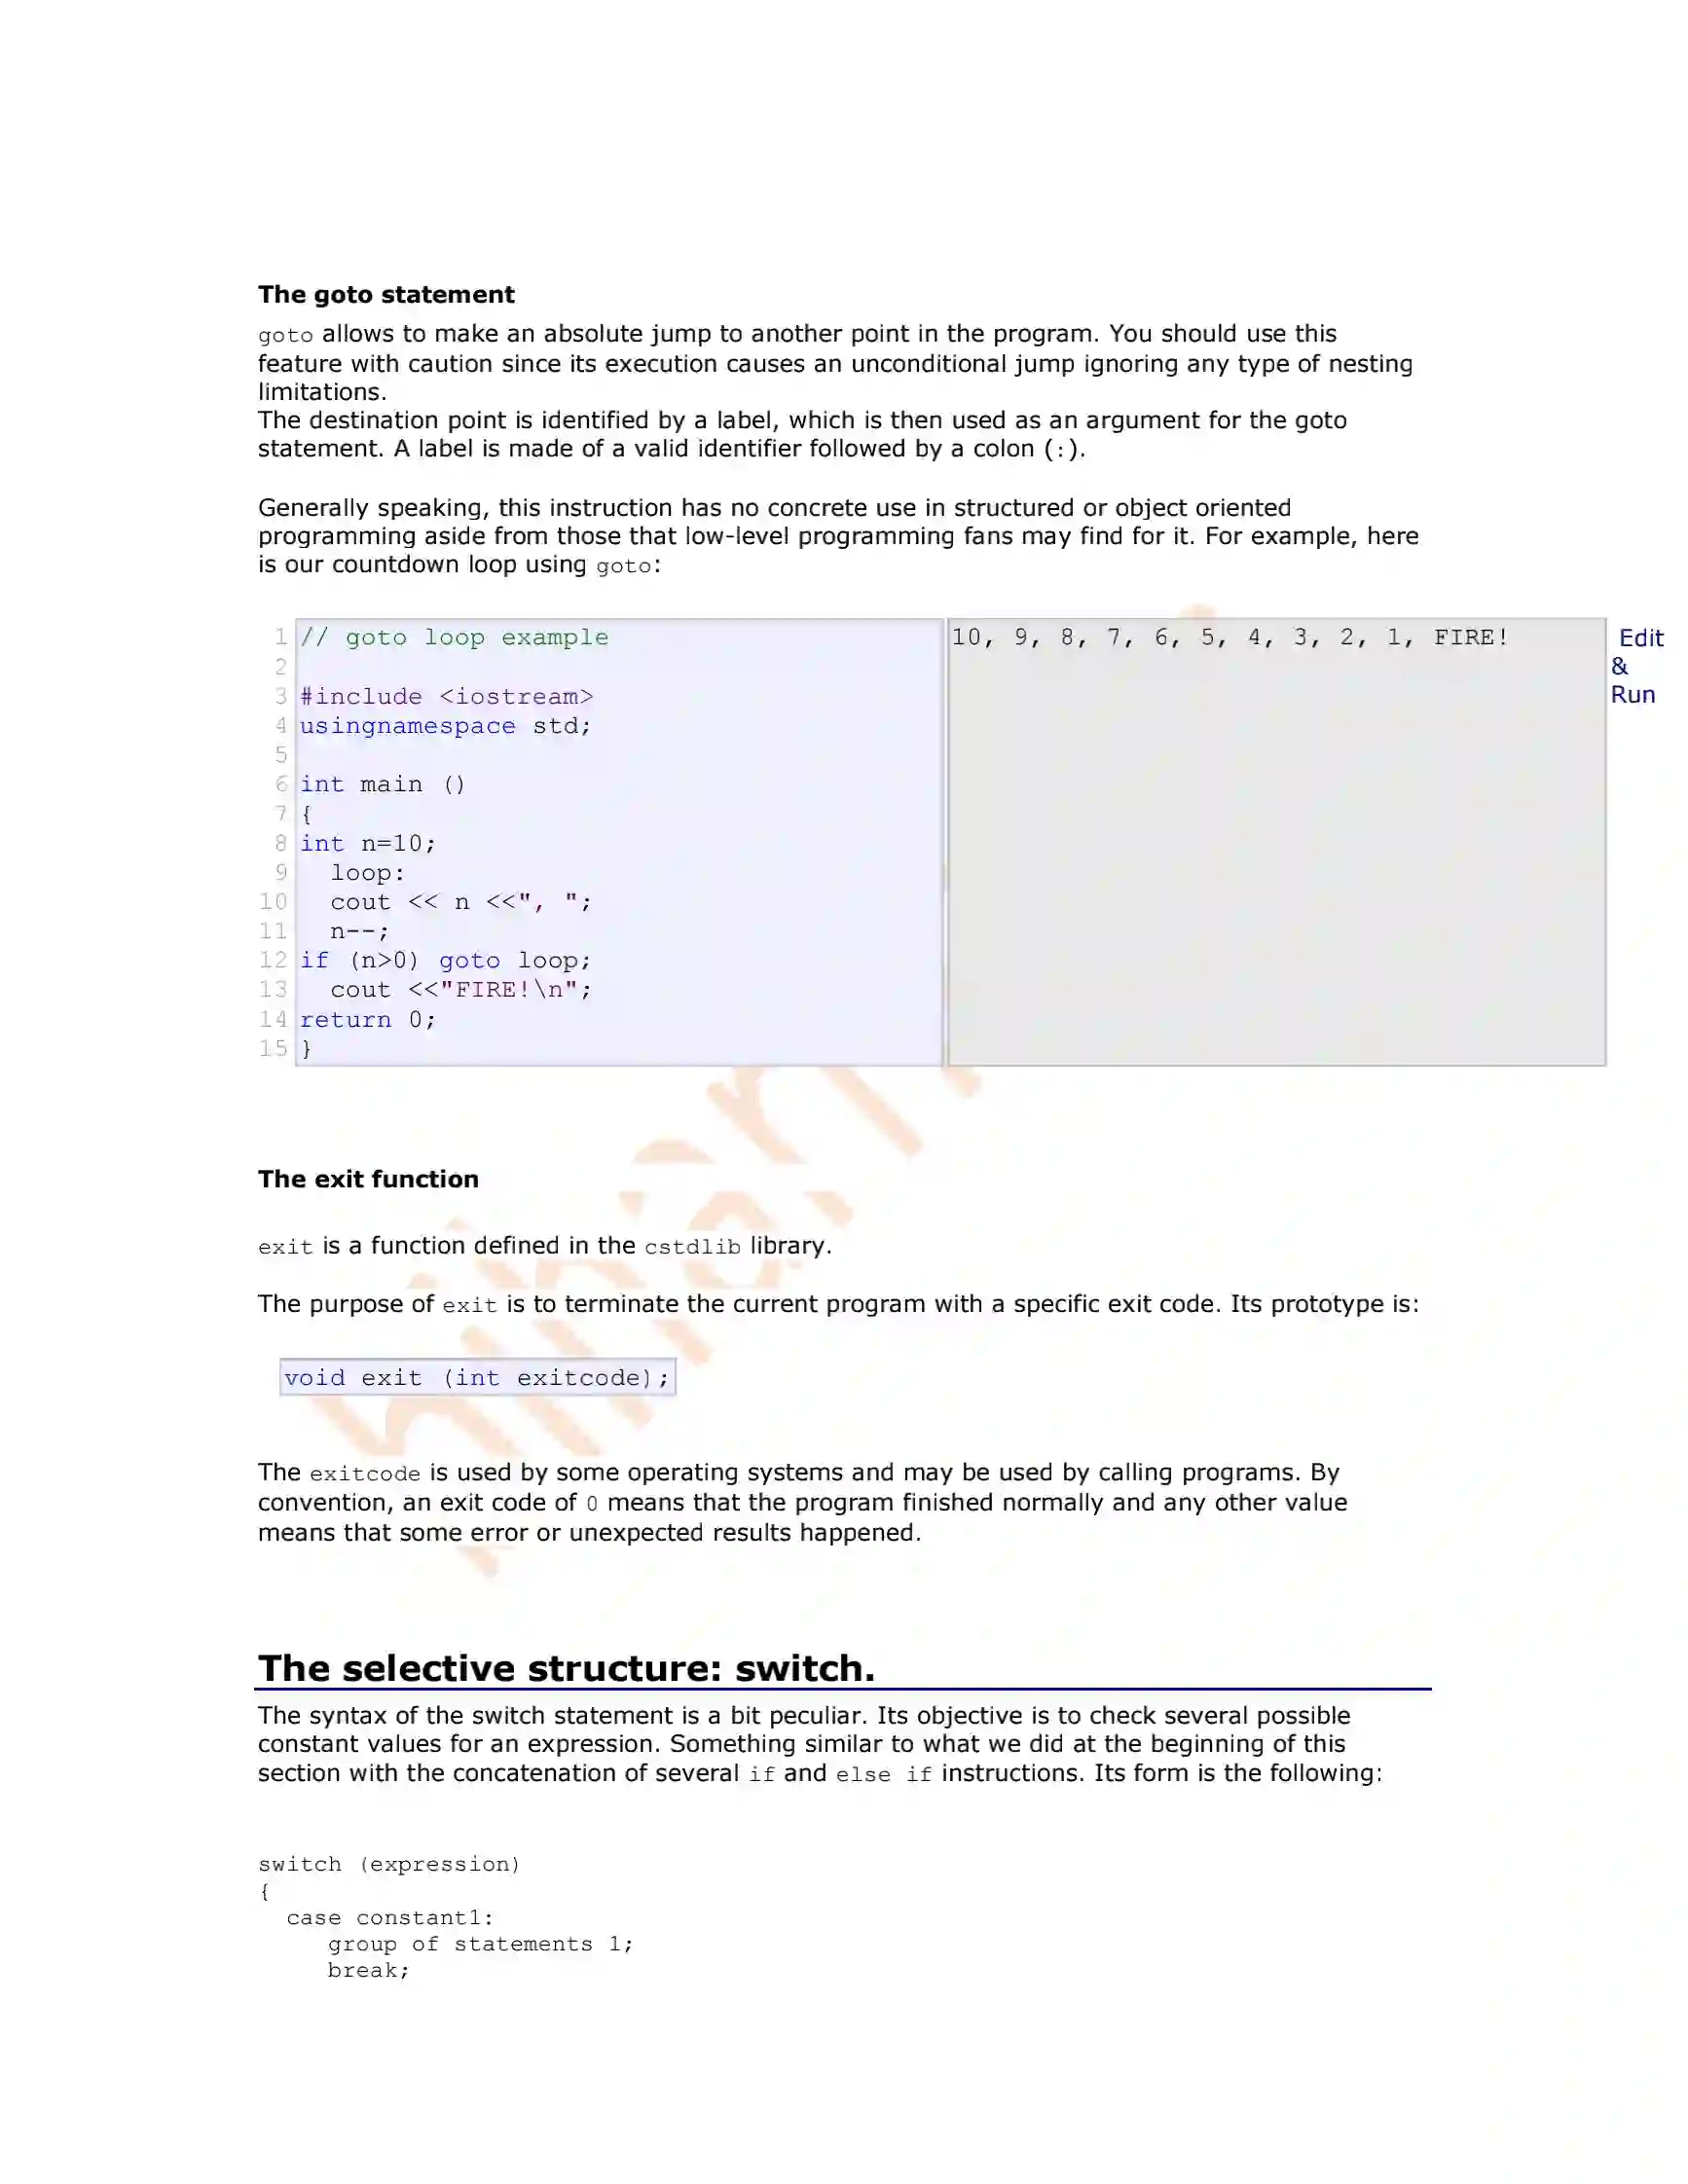 The goto statement
goto allows to make an absolute jump to another point in the program. You should use this
feature with caution since its execution causes an unconditional jump ignoring any type of nesting
limitations.
The destination point is identified by a label, which is then used as an argument for the goto
statement. A label is made of a valid identifier followed by a colon (:).
Generally speaking, this instruction has no concrete use in structured or object oriented
programming aside from those that low-level programming fans may find for it. For example, here
is our countdown loop using goto:
1 // goto loop example
2
3 #include <iostream>
4 usingnamespace std;
5
6 int main ()
7 {
8 int n=10;
9   loop:
10   cout << n <<", ";
11   n--;
12 if (n>0) goto loop;
13   cout <<"FIRE!\n";
14 return 0;
15 }
10, 9, 8, 7, 6, 5, 4, 3, 2, 1, FIRE!
Edit
&
Run
The exit function
exit is a function defined in the cstdlib library.
The purpose of exit is to terminate the current program with a specific exit code. Its prototype is:
void exit (int exitcode);
The exitcode is used by some operating systems and may be used by calling programs. By
convention, an exit code of 0 means that the program finished normally and any other value
means that some error or unexpected results happened.
The selective structure: switch.
The syntax of the switch statement is a bit peculiar. Its objective is to check several possible
constant values for an expression. Something similar to what we did at the beginning of this
section with the concatenation of several if and else if instructions. Its form is the following:
switch (expression)
{
  case constant1:
     group of statements 1;
     break;